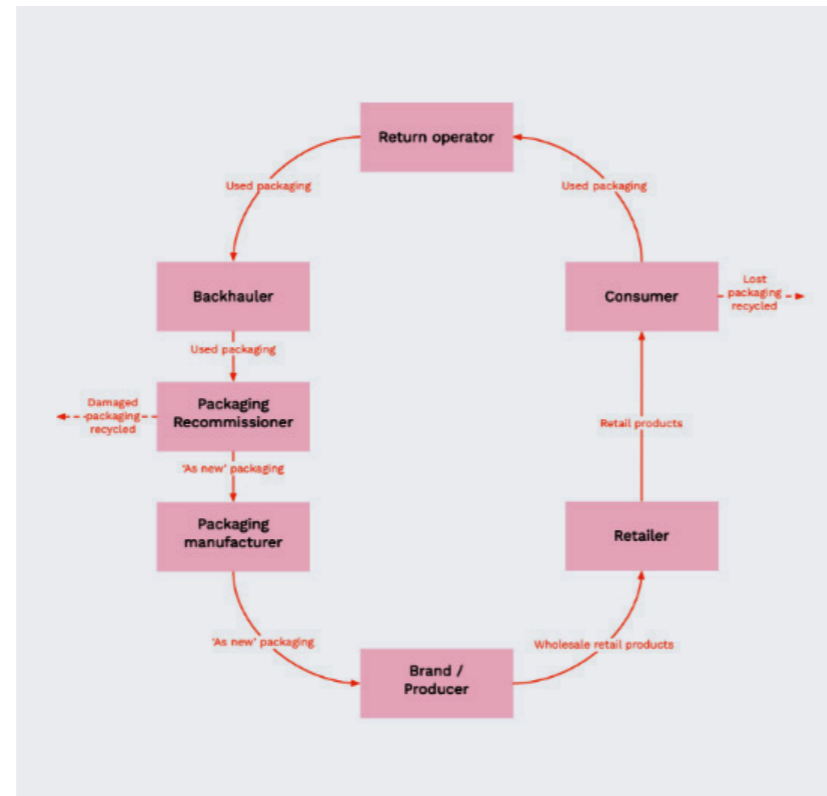 Return operator
Used packaging
Used packaging
Backhauler
Consumer
Lost
packaging
recycled
Used packaging
Damaged
packaging
recycled
Packaging
Recommissioner
Retail products
'As new' packaging
Packaging
manufacturer
Retailer
'As new' packaging
Wholesale retail products
Brand /
Producer